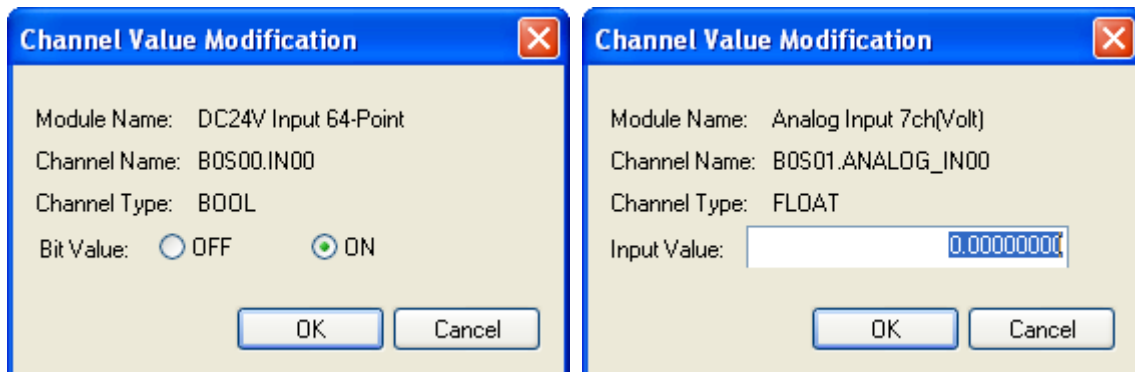 Channel Value Modification
Module Name: DC24V Input 64-Point
Channel Name: B0S00.IN00
Channel Type: BOOL
Bit Value: OFF ON
OK Cancel
Channel Value Modification
Module Name: Analog Input 7ch(Volt)
Channel Name: B0S01.ANALOG_IN00
Channel Type: FLOAT
Input Value: 0.00000000
OK Cancel